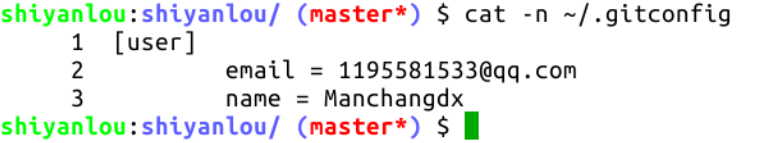 shiyanlou:shiyanlou/ (master*) $ cat -n ~/.gitconfig
     1  [user]
     2          email = 1195581533@qq.com
     3          name = Manchangdx
shiyanlou:shiyanlou/ (master*) $